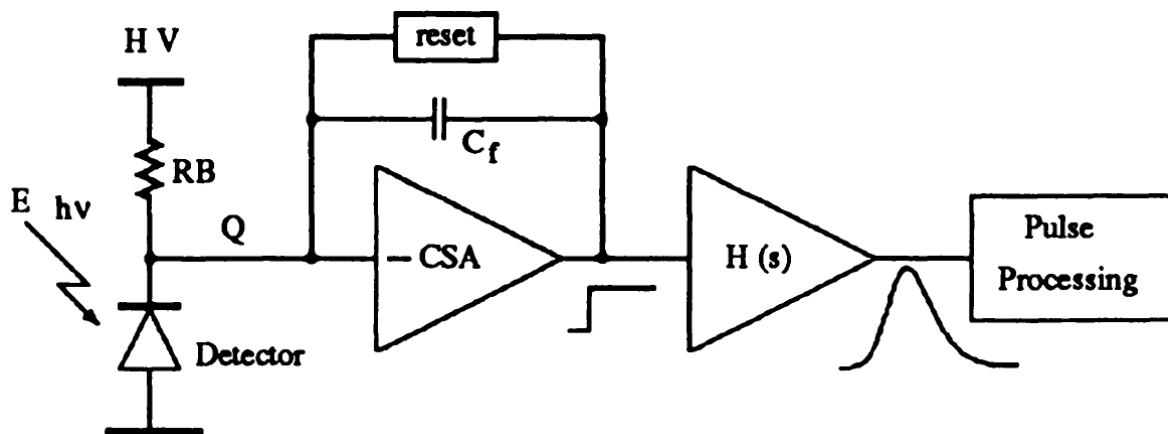 H V
reset
C f
RB
E hν
Q
− CSA
H (s)
Pulse
Processing
Detector